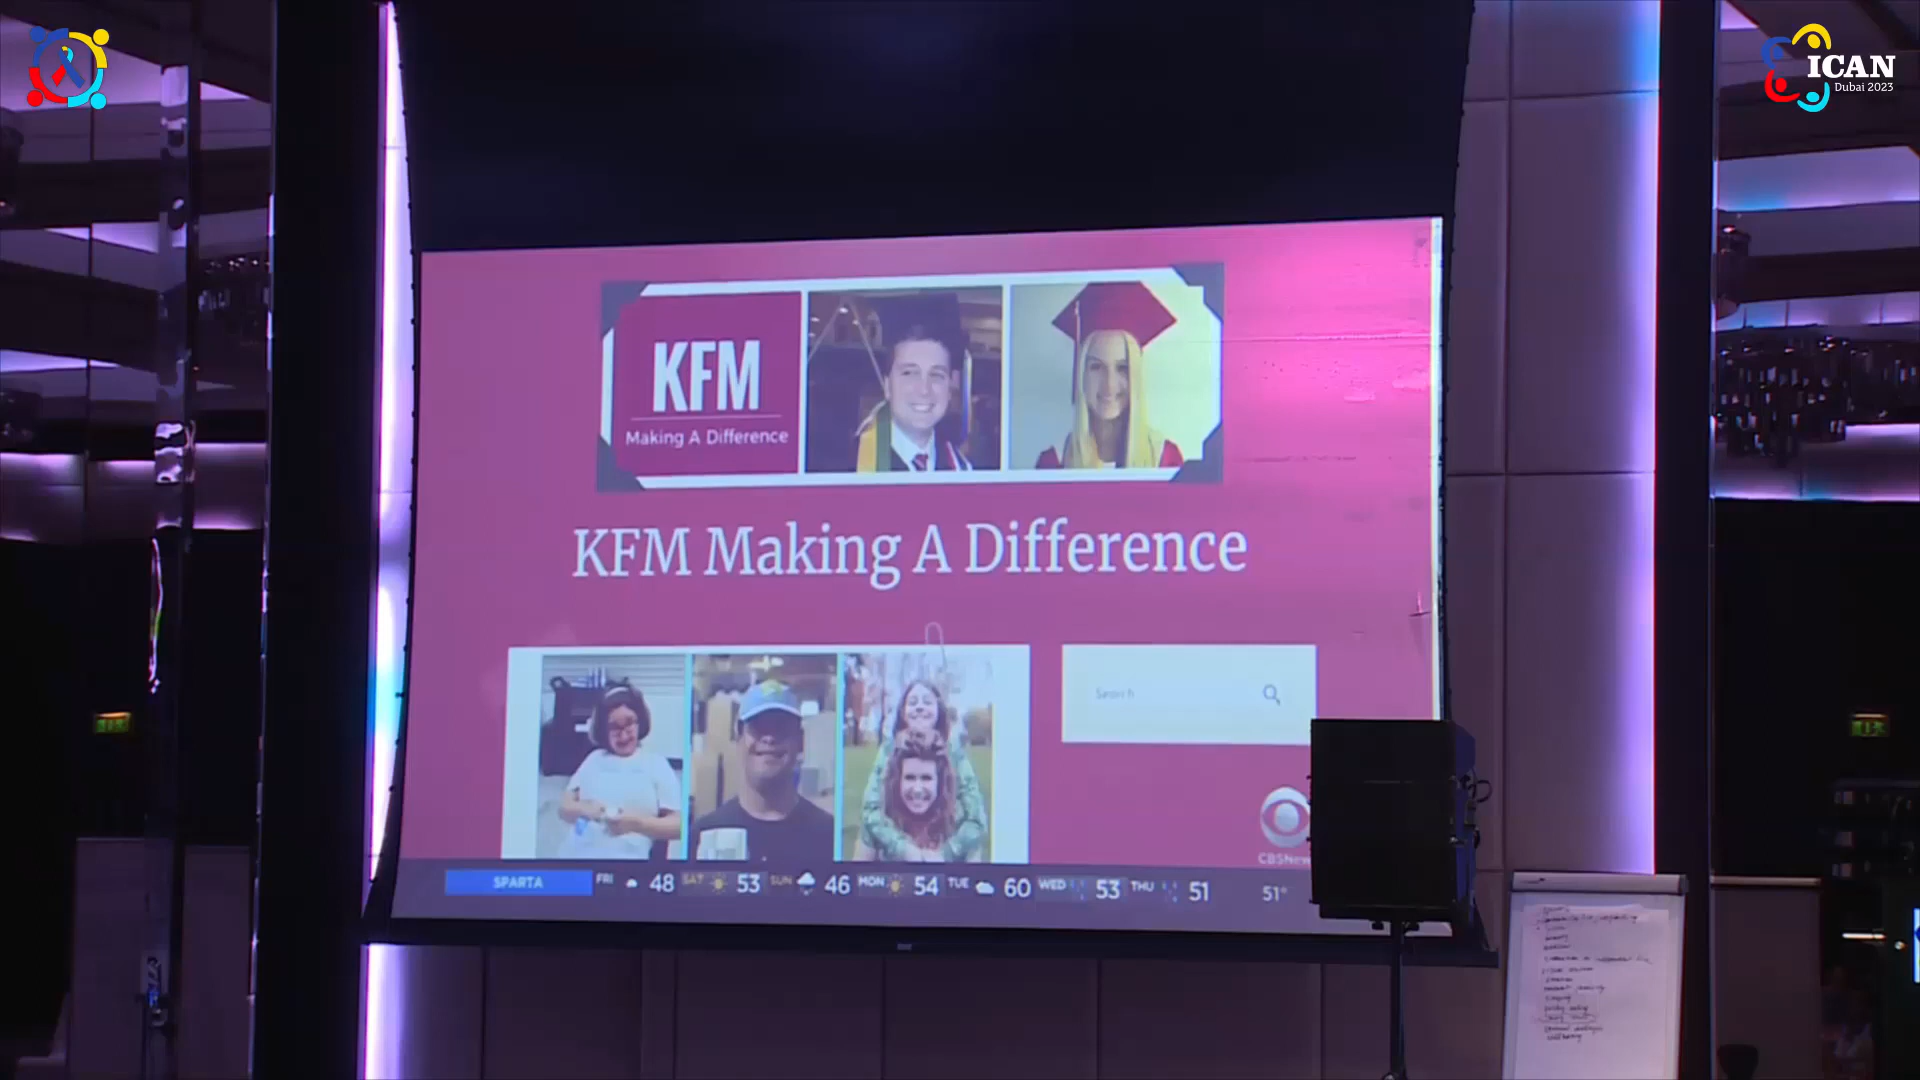 ICAN
Dubai 2023
KFM
Making A Difference
KFM Making A Difference
Search
CBSNew
SPARTA FRI 48 SAT 53 SUN 46 MON 54 TUE 60 WED 53 THU 51 51°